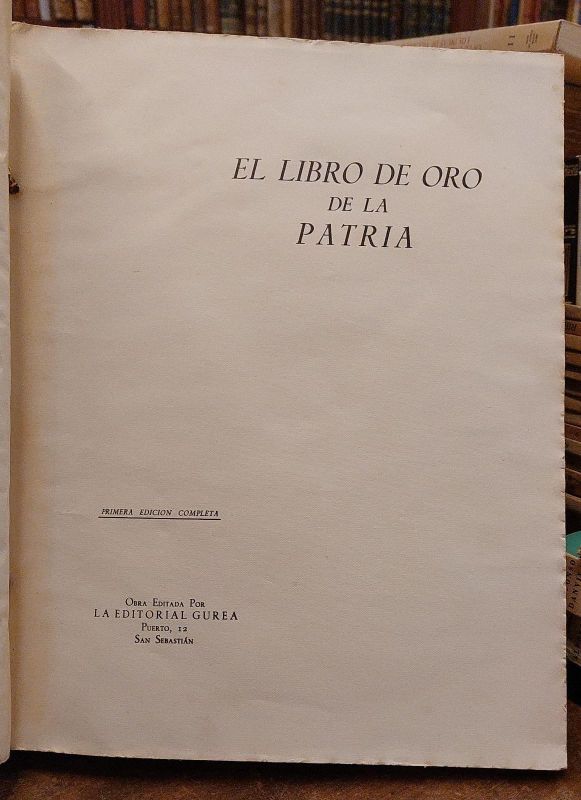 EL LIBRO DE ORO
DE LA
PATRIA
PRIMERA EDICION COMPLETA
OBRA EDITADA POR
LA EDITORIAL GUREA
PUERTO, 12
SAN SEBASTIÁN
11